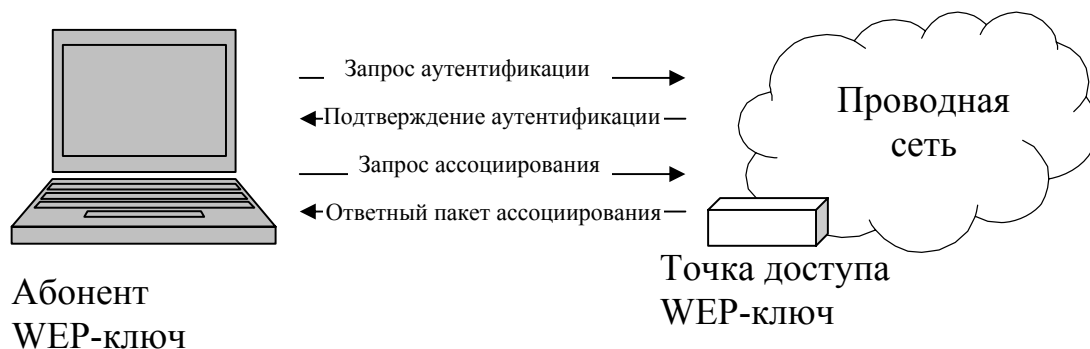 Запрос аутентификации
Подтверждение аутентификации
Запрос ассоциирования
Ответный пакет ассоциирования
Проводная
сеть
Точка доступа
WEP-ключ
Абонент
WEP-ключ